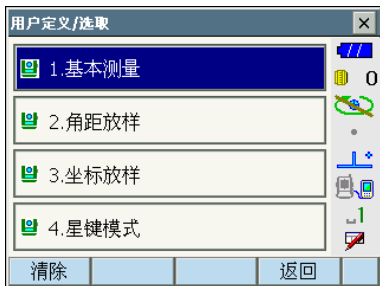 用户定义/选取
1.基本测量
0
2.角距放样
3.坐标放样
4.星键模式
1
清除 返回